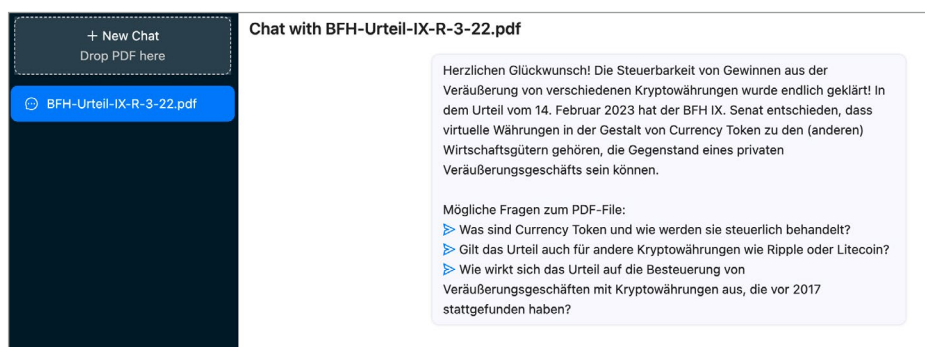 + New Chat
Drop PDF here
BFH-Urteil-IX-R-3-22.pdf
Chat with BFH-Urteil-IX-R-3-22.pdf
Herzlichen Glückwunsch! Die Steuerbarkeit von Gewinnen aus der
Veräußerung von verschiedenen Kryptowährungen wurde endlich geklärt! In
dem Urteil vom 14. Februar 2023 hat der BFH IX. Senat entschieden, dass
virtuelle Währungen in der Gestalt von Currency Token zu den (anderen)
Wirtschaftsgütern gehören, die Gegenstand eines privaten
Veräußerungsgeschäfts sein können.
Mögliche Fragen zum PDF-File:
Was sind Currency Token und wie werden sie steuerlich behandelt?
Gilt das Urteil auch für andere Kryptowährungen wie Ripple oder Litecoin?
Wie wirkt sich das Urteil auf die Besteuerung von
Veräußerungsgeschäften mit Kryptowährungen aus, die vor 2017
stattgefunden haben?